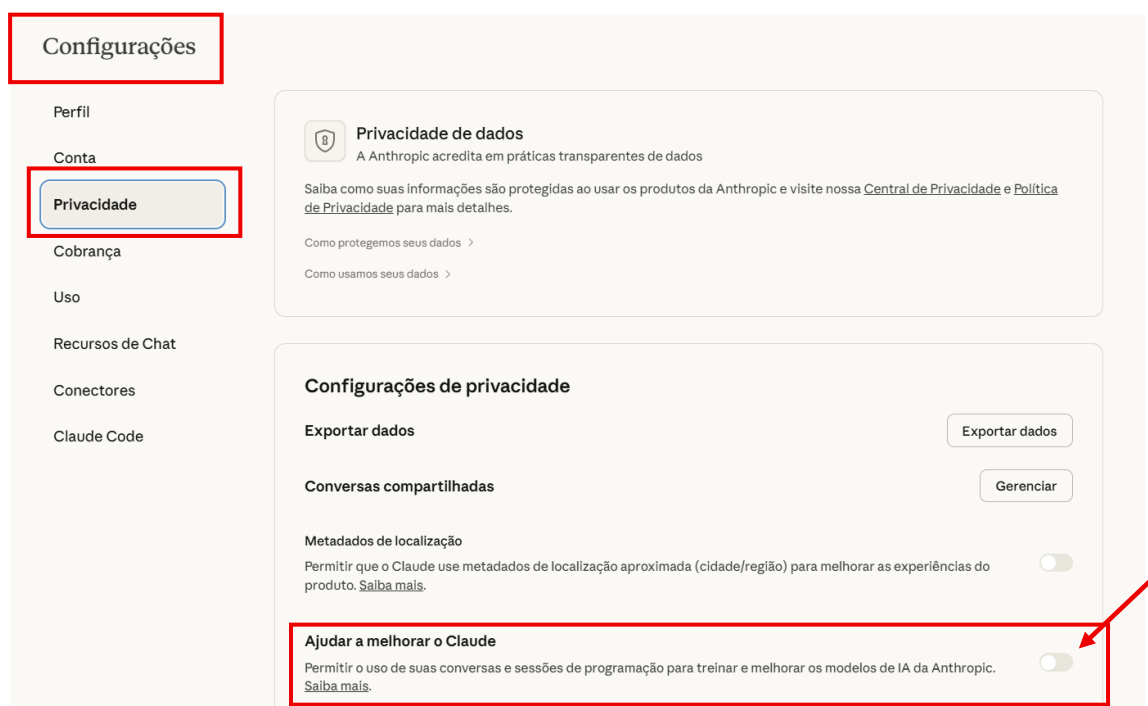 Configurações
Perfil
Conta
Privacidade
Cobrança
Uso
Recursos de Chat
Conectores
Claude Code
Privacidade de dados
A Anthropic acredita em práticas transparentes de dados
Saiba como suas informações são protegidas ao usar os produtos da Anthropic e visite nossa Central de Privacidade e Política
de Privacidade para mais detalhes.
Como protegemos seus dados
Como usamos seus dados
Configurações de privacidade
Exportar dados
Exportar dados
Conversas compartilhadas
Gerenciar
Metadados de localização
Permitir que o Claude use metadados de localização aproximada (cidade/região) para melhorar as experiências do
produto. Saiba mais.
Ajudar a melhorar o Claude
Permitir o uso de suas conversas e sessões de programação para treinar e melhorar os modelos de IA da Anthropic.
Saiba mais.